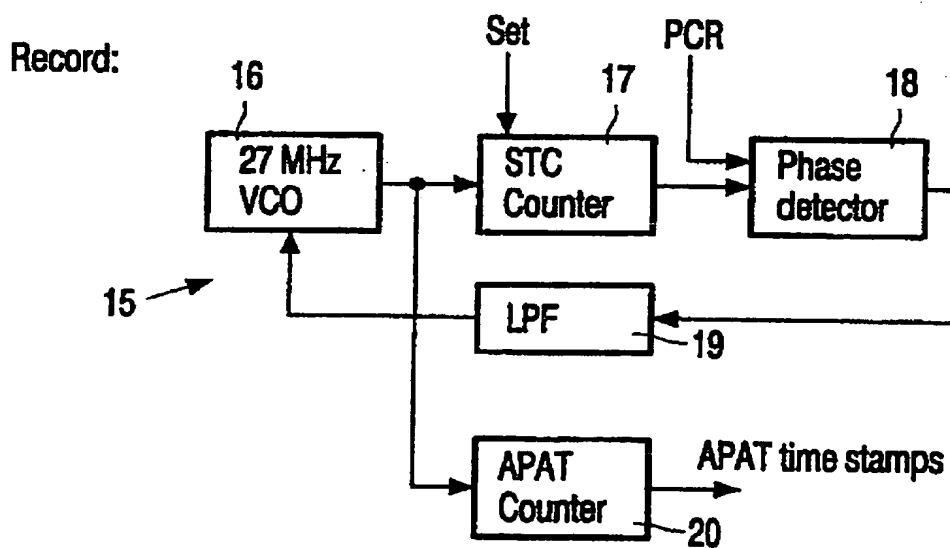 Record:
Set
PCR
16
17
18
27 MHz
VCO
STC
Counter
Phase
detector
15
LPF
19
APAT
Counter
APAT time stamps
20